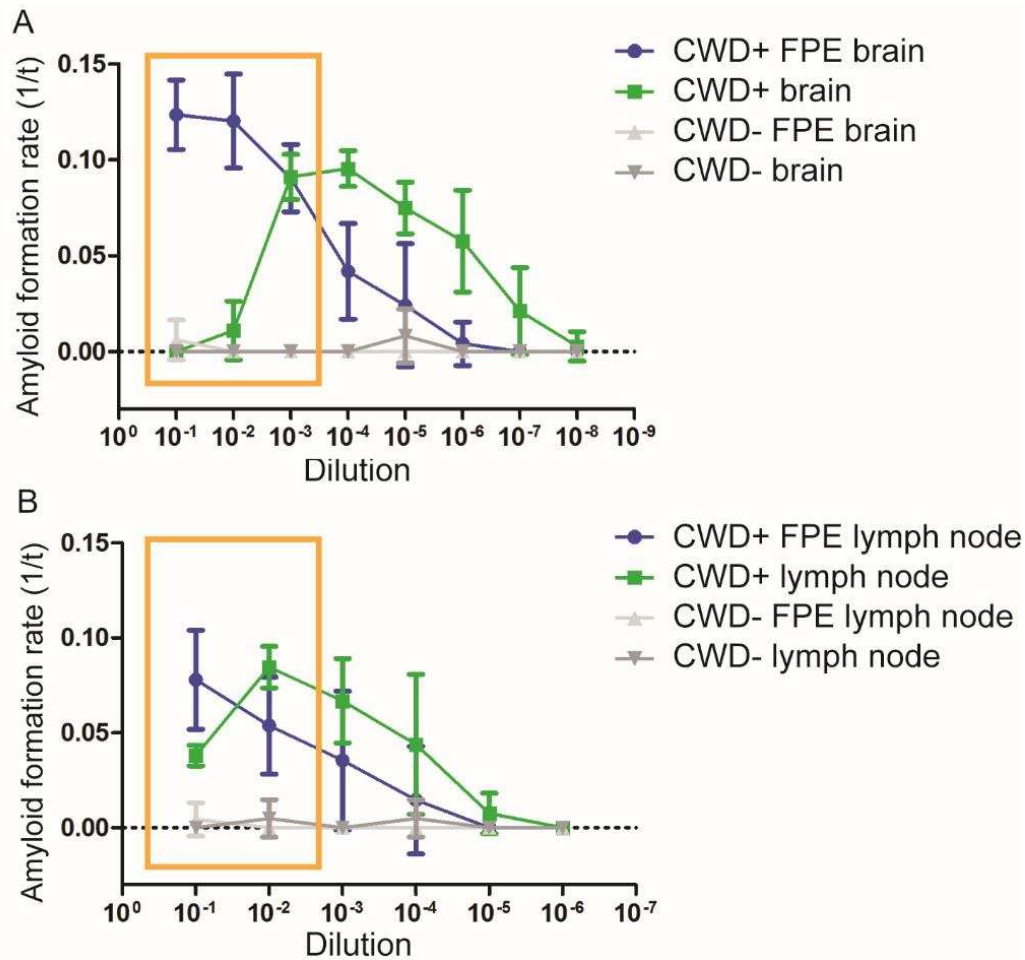 A
Amyloid formation rate (1/t)
0.15
0.10
0.05
0.00
10⁰ 10⁻¹ 10⁻² 10⁻³ 10⁻⁴ 10⁻⁵ 10⁻⁶ 10⁻⁷ 10⁻⁸ 10⁻⁹
Dilution
CWD+ FPE brain
CWD+ brain
CWD- FPE brain
CWD- brain
B
Amyloid formation rate (1/t)
0.15
0.10
0.05
0.00
10⁰ 10⁻¹ 10⁻² 10⁻³ 10⁻⁴ 10⁻⁵ 10⁻⁶ 10⁻⁷
Dilution
CWD+ FPE lymph node
CWD+ lymph node
CWD- FPE lymph node
CWD- lymph node